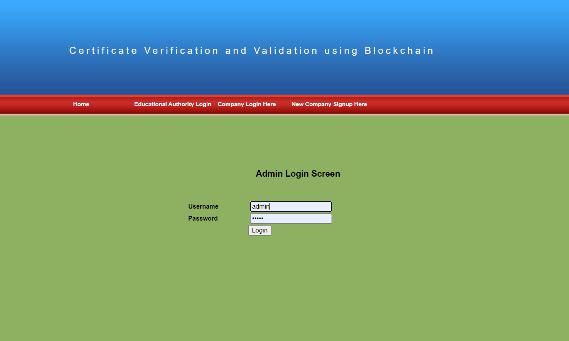 Certificate Verification and Validation using Blockchain
Home Educational Authority Login Company Login Here New Company Signup Here
Admin Login Screen
Username admin
Password •••••
Login